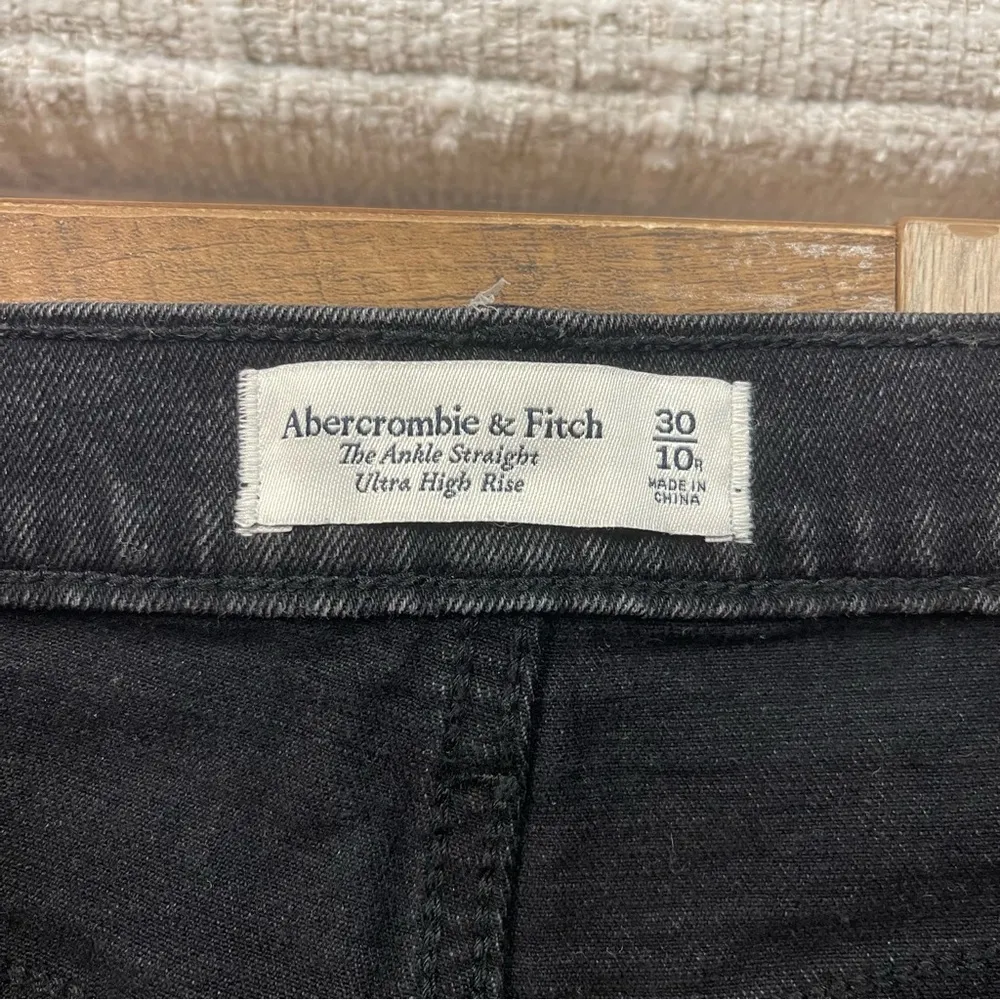 Abercrombie & Fitch
The Ankle Straight
Ultra High Rise
30
10R
MADE IN
CHINA